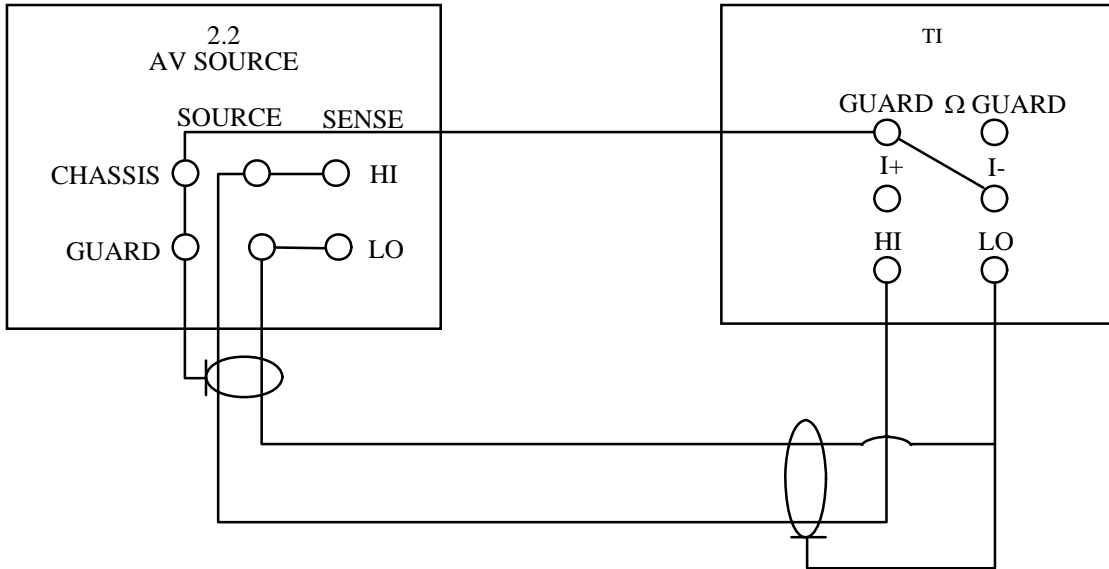 2.2
AV SOURCE
SOURCE SENSE
CHASSIS HI
GUARD LO
TI
GUARD Ω GUARD
I+ I-
HI LO